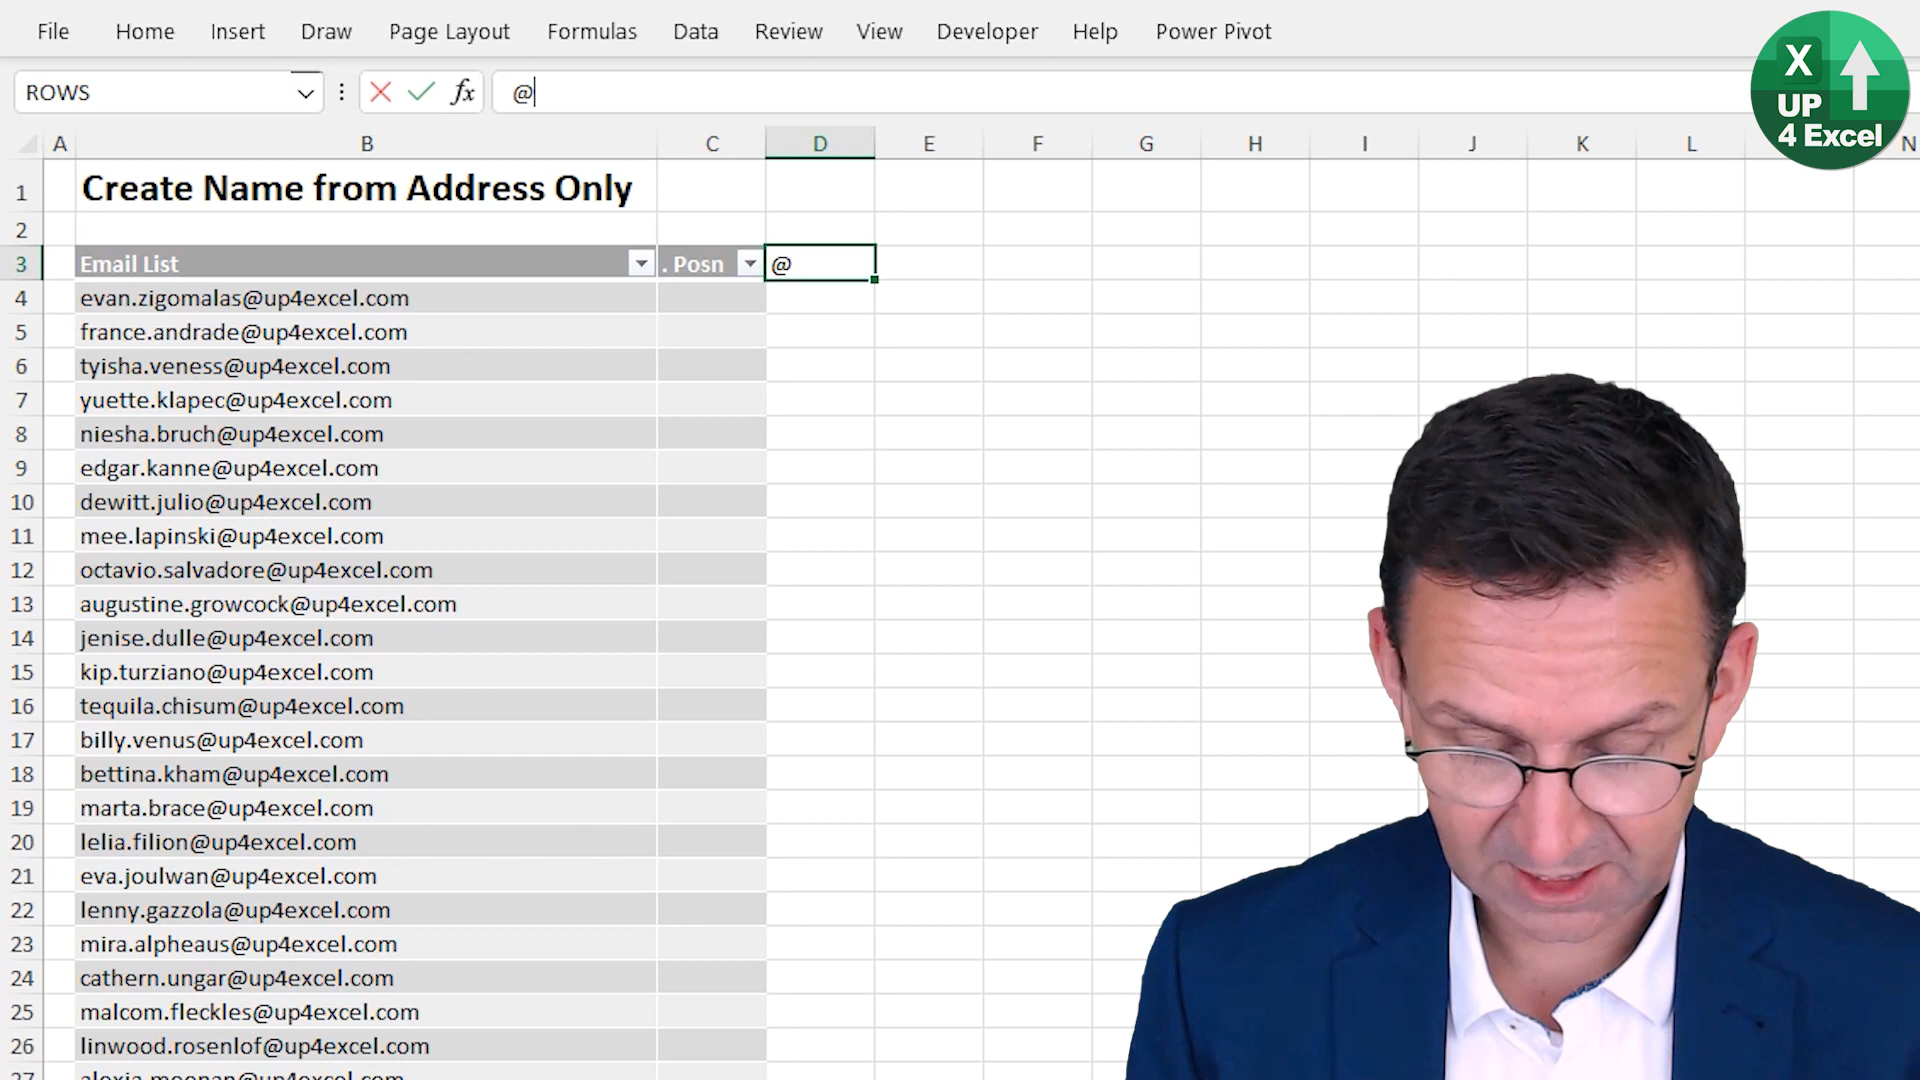 File Home Insert Draw Page Layout Formulas Data Review View Developer Help Power Pivot
X
UP
4 Excel
ROWS fx @
A B C D E F G H I J K L N
1 Create Name from Address Only
2
3 Email List . Posn @
4 evan.zigomalas@up4excel.com
5 france.andrade@up4excel.com
6 tyisha.veness@up4excel.com
7 yuette.klapec@up4excel.com
8 niesha.bruch@up4excel.com
9 edgar.kanne@up4excel.com
10 dewitt.julio@up4excel.com
11 mee.lapinski@up4excel.com
12 octavio.salvadore@up4excel.com
13 augustine.growcock@up4excel.com
14 jenise.dulle@up4excel.com
15 kip.turziano@up4excel.com
16 tequila.chisum@up4excel.com
17 billy.venus@up4excel.com
18 bettina.kham@up4excel.com
19 marta.brace@up4excel.com
20 lelia.filion@up4excel.com
21 eva.joulwan@up4excel.com
22 lenny.gazzola@up4excel.com
23 mira.alpheaus@up4excel.com
24 cathern.ungar@up4excel.com
25 malcom.fleckles@up4excel.com
26 linwood.rosenlof@up4excel.com
27